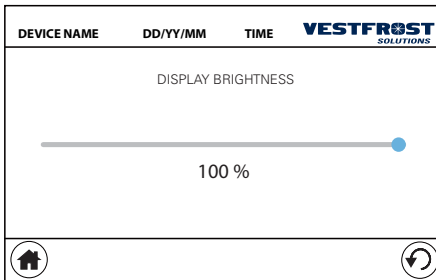 DEVICE NAME DD/YY/MM TIME VESTFROST
SOLUTIONS
DISPLAY BRIGHTNESS
100 %